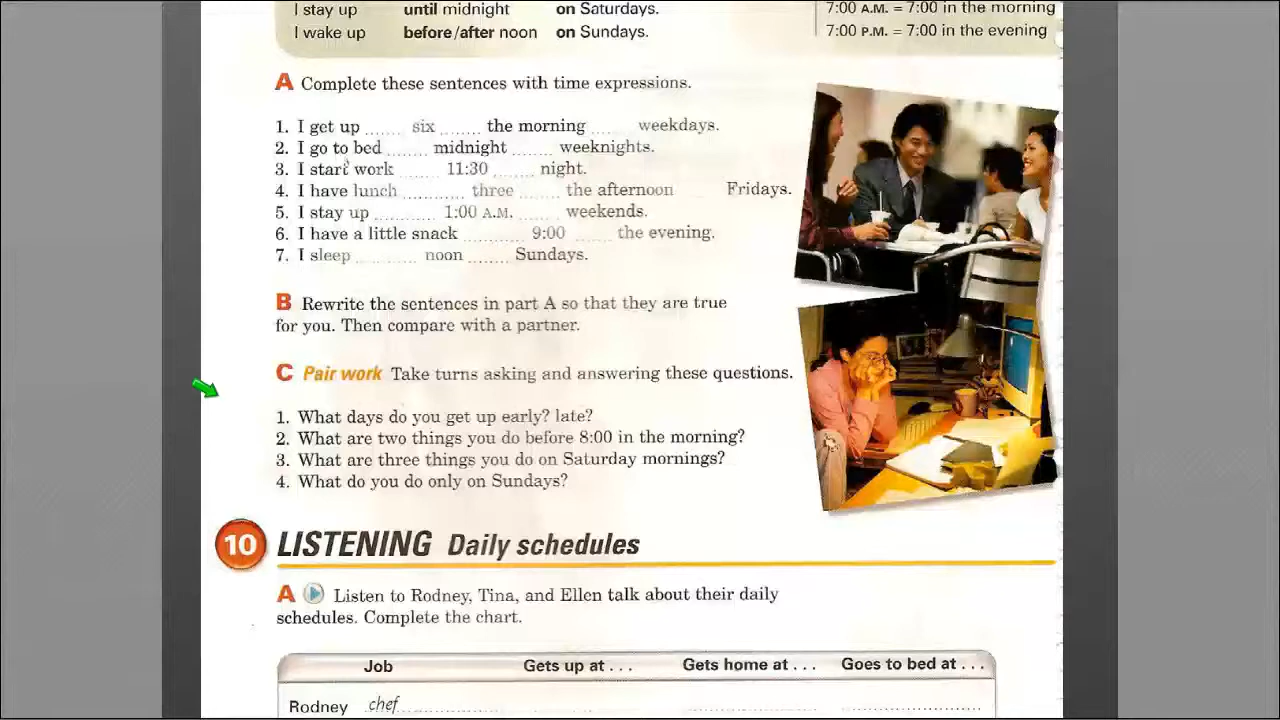 I stay up until midnight on Saturdays. 7:00 A.M. = 7:00 in the morning
I wake up before/after noon on Sundays. 7:00 P.M. = 7:00 in the evening
A Complete these sentences with time expressions.
1. I get up ....... six ....... the morning ....... weekdays.
2. I go to bed ....... midnight ....... weeknights.
3. I start work ....... 11:30 ....... night.
4. I have lunch ........... three ....... the afternoon Fridays.
5. I stay up ........... 1:00 A.M. ....... weekends.
6. I have a little snack ........... 9:00 ....... the evening.
7. I sleep ........... noon ....... Sundays.
B Rewrite the sentences in part A so that they are true
for you. Then compare with a partner.
C Pair work Take turns asking and answering these questions.
1. What days do you get up early? late?
2. What are two things you do before 8:00 in the morning?
3. What are three things you do on Saturday mornings?
4. What do you do only on Sundays?
10 LISTENING Daily schedules
A Listen to Rodney, Tina, and Ellen talk about their daily
schedules. Complete the chart.
Job Gets up at . . . Gets home at . . . Goes to bed at . . .
Rodney chef